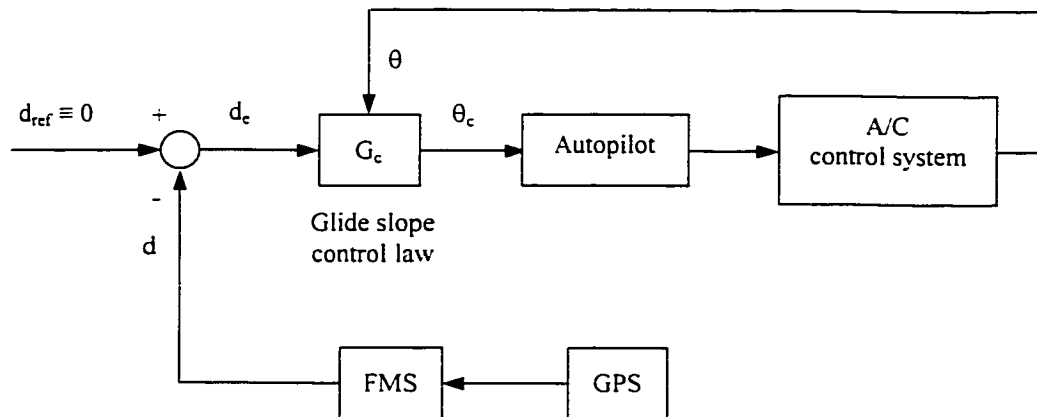 θ
d_ref ≡ 0
+
d_e
G_c
θ_c
Autopilot
A/C
control system
-
d
Glide slope
control law
FMS
GPS